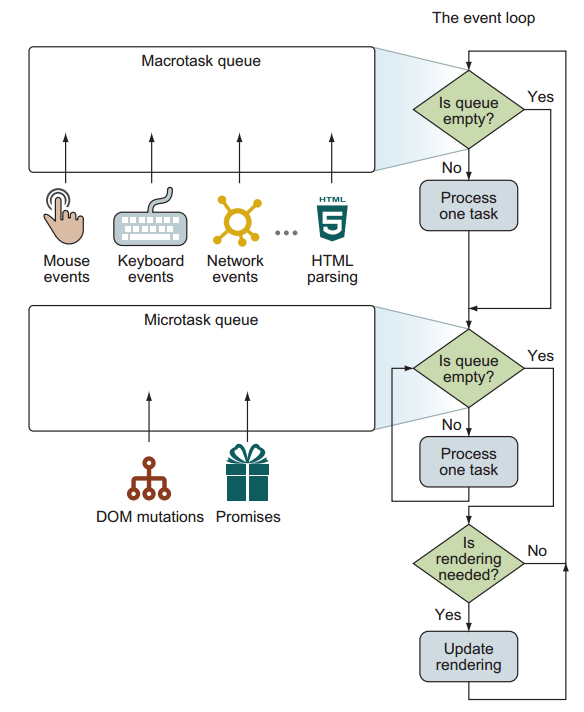 The event loop
Macrotask queue
Is queue
empty?
Yes
No
Process
one task
Mouse
events
Keyboard
events
Network
events
...
HTML
5
HTML
parsing
Microtask queue
Is queue
empty?
Yes
No
Process
one task
DOM mutations
Promises
Is
rendering
needed?
No
Yes
Update
rendering